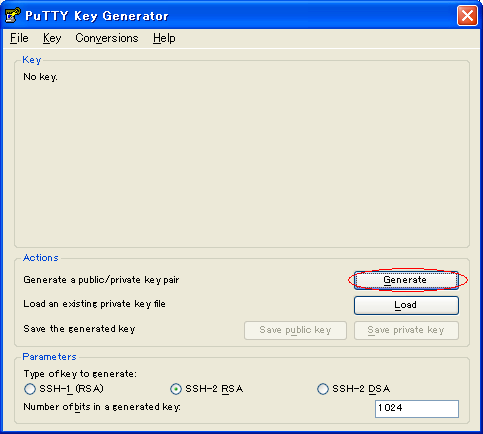 PuTTY Key Generator
File Key Conversions Help
Key
No key.
Actions
Generate a public/private key pair
Generate
Load an existing private key file
Load
Save the generated key
Save public key
Save private key
Parameters
Type of key to generate:
SSH-1 (RSA)
SSH-2 RSA
SSH-2 DSA
Number of bits in a generated key:
1024